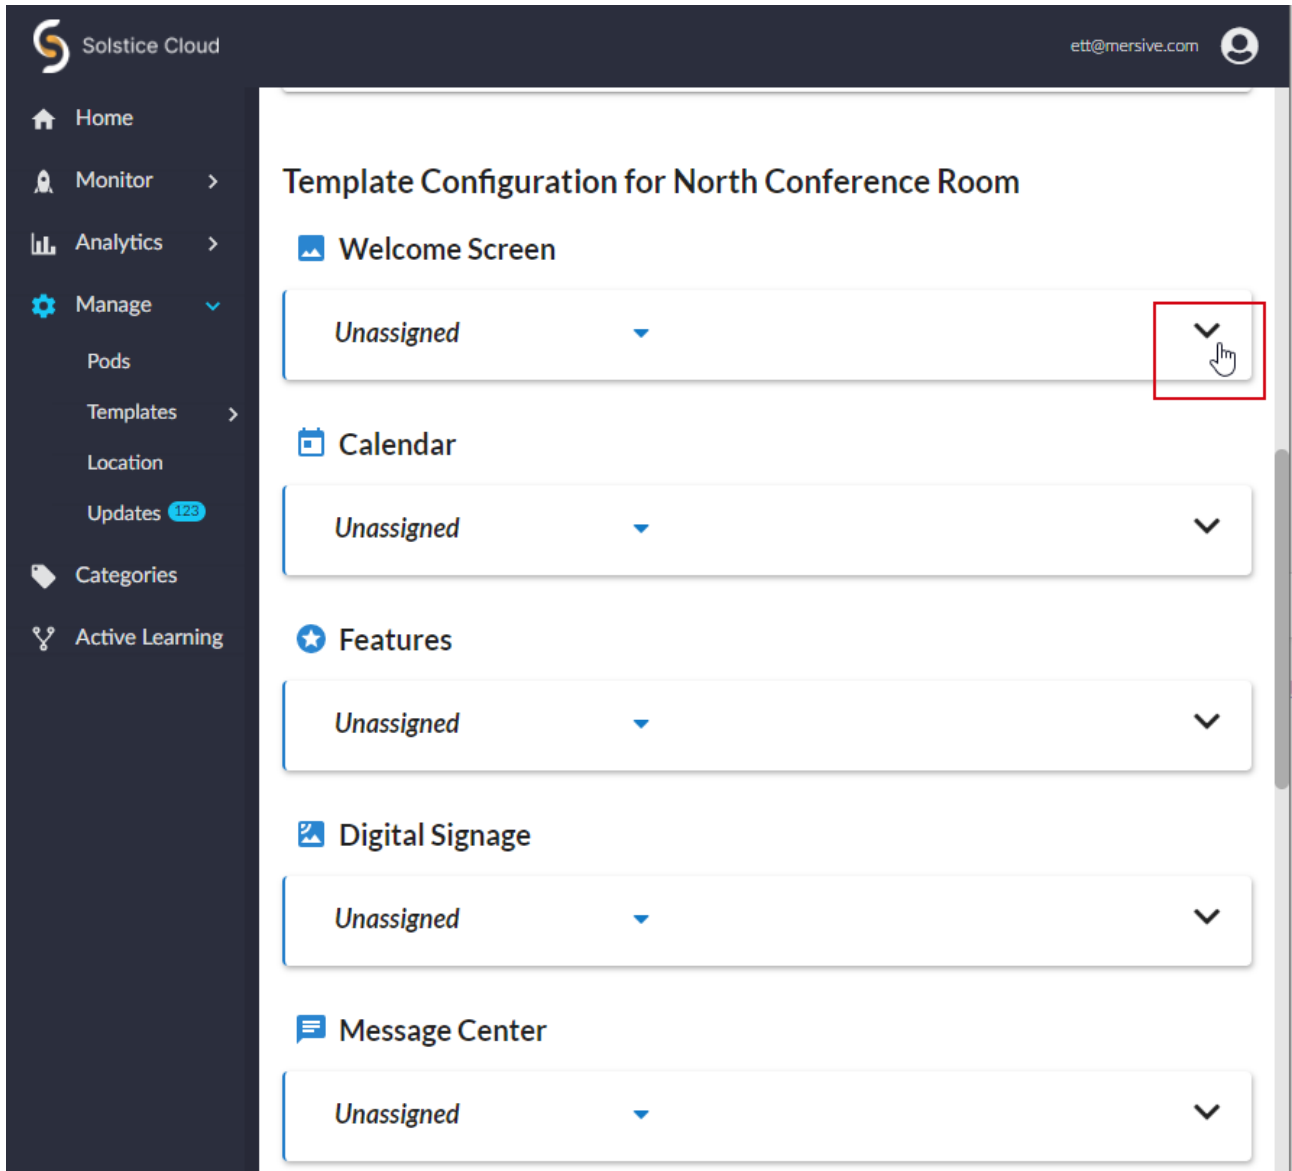 Solstice Cloud
ett@mersive.com
Home
Monitor
Analytics
Manage
Pods
Templates
Location
Updates 123
Categories
Active Learning
Template Configuration for North Conference Room
Welcome Screen
Unassigned
Calendar
Unassigned
Features
Unassigned
Digital Signage
Unassigned
Message Center
Unassigned